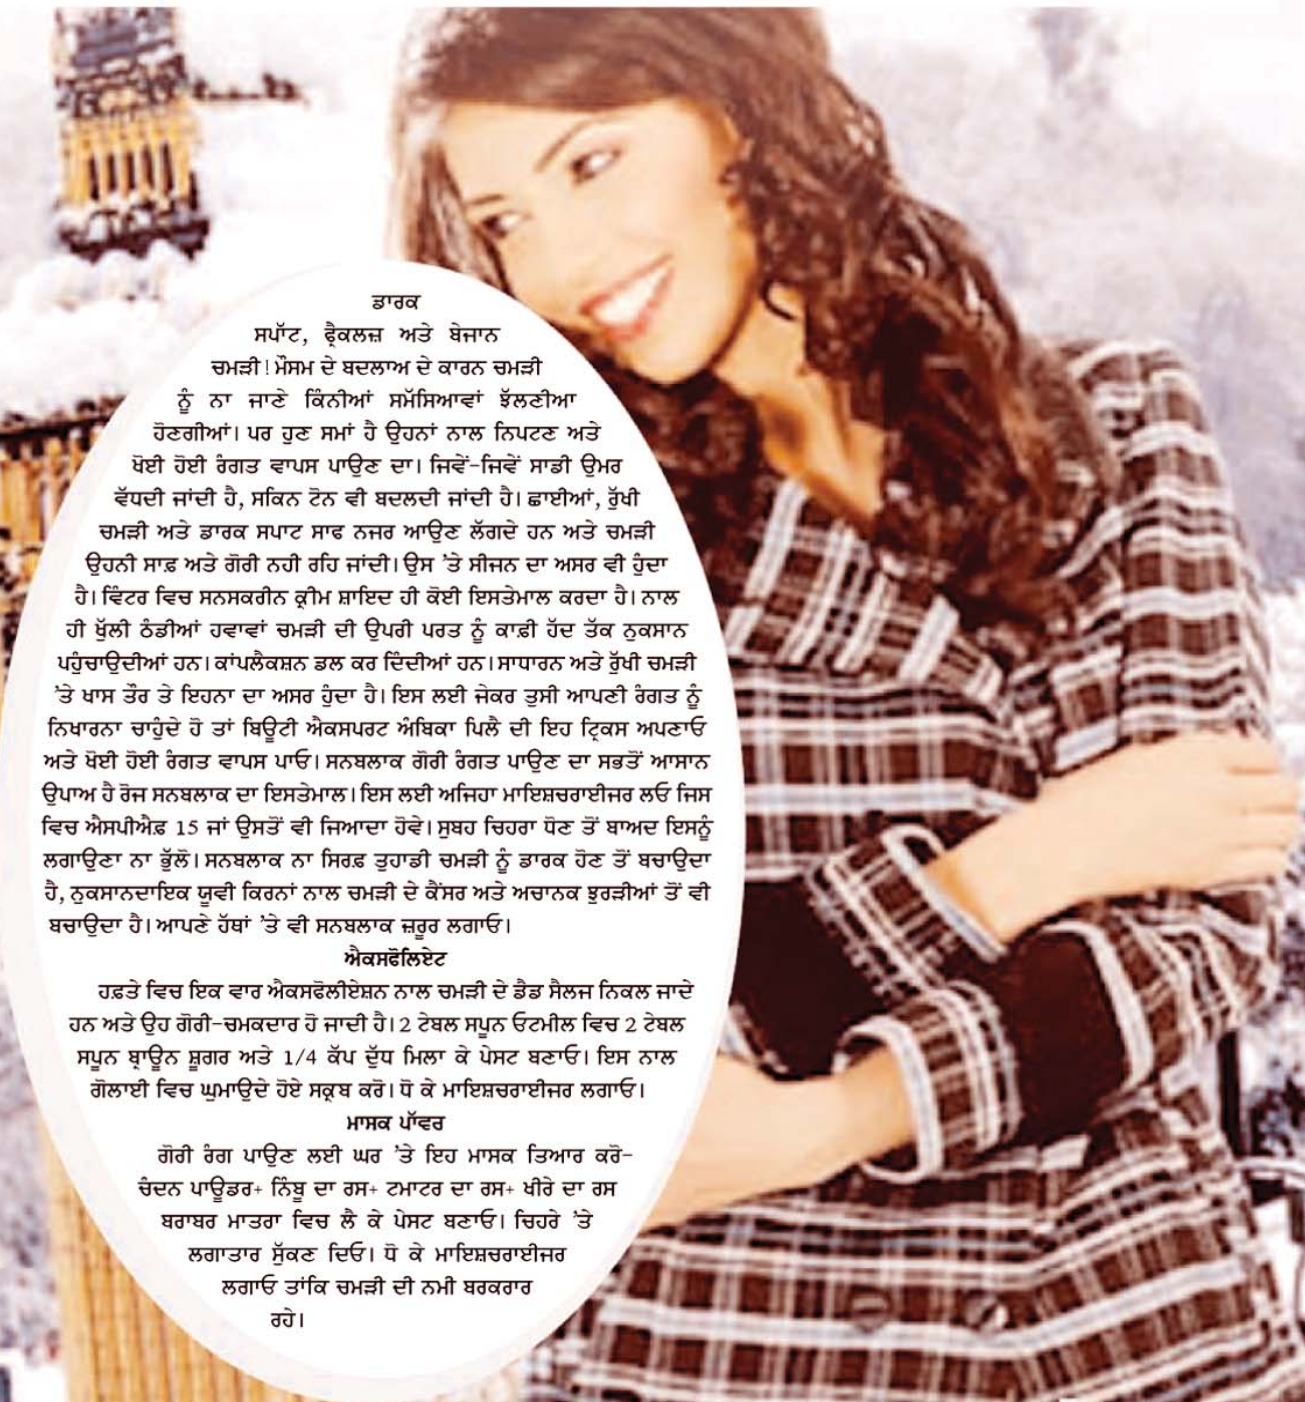 ਡਾਰਕ
ਸਪਾੱਟ, ਫ੍ਰੈਕਲਜ਼ ਅਤੇ ਬੇਜਾਨ
ਚਮੜੀ! ਮੌਸਮ ਦੇ ਬਦਲਾਅ ਦੇ ਕਾਰਨ ਚਮੜੀ
ਨੂੰ ਨਾ ਜਾਣੇ ਕਿੰਨੀਆਂ ਸਮੱਸਿਆਵਾਂ ਝੱਲਣੀਆ
ਹੋਣਗੀਆਂ। ਪਰ ਹੁਣ ਸਮਾਂ ਹੈ ਉਹਨਾਂ ਨਾਲ ਨਿਪਟਣ ਅਤੇ
ਖੋਈ ਹੋਈ ਰੰਗਤ ਵਾਪਸ ਪਾਉਣ ਦਾ। ਜਿਵੇਂ-ਜਿਵੇਂ ਸਾਡੀ ਉਮਰ
ਵੱਧਦੀ ਜਾਂਦੀ ਹੈ, ਸਕਿਨ ਟੋਨ ਵੀ ਬਦਲਦੀ ਜਾਂਦੀ ਹੈ। ਛਾਈਆਂ, ਰੁੱਖੀ
ਚਮੜੀ ਅਤੇ ਡਾਰਕ ਸਪਾਟ ਸਾਫ ਨਜਰ ਆਉਣ ਲੱਗਦੇ ਹਨ ਅਤੇ ਚਮੜੀ
ਉਹਨੀ ਸਾਫ਼ ਅਤੇ ਗੋਰੀ ਨਹੀ ਰਹਿ ਜਾਂਦੀ। ਉਸ 'ਤੇ ਸੀਜਨ ਦਾ ਅਸਰ ਵੀ ਹੁੰਦਾ
ਹੈ। ਵਿੰਟਰ ਵਿਚ ਸਨਸਕਰੀਨ ਕ੍ਰੀਮ ਸ਼ਾਇਦ ਹੀ ਕੋਈ ਇਸਤੇਮਾਲ ਕਰਦਾ ਹੈ। ਨਾਲ
ਹੀ ਖੁੱਲੀ ਠੰਡੀਆਂ ਹਵਾਵਾਂ ਚਮੜੀ ਦੀ ਉਪਰੀ ਪਰਤ ਨੂੰ ਕਾਫ਼ੀ ਹੱਦ ਤੱਕ ਨੁਕਸਾਨ
ਪਹੁੰਚਾਉਦੀਆਂ ਹਨ। ਕਾਂਪਲੈਕਸ਼ਨ ਡਲ ਕਰ ਦਿੰਦੀਆਂ ਹਨ। ਸਾਧਾਰਨ ਅਤੇ ਰੁੱਖੀ ਚਮੜੀ
'ਤੇ ਖਾਸ ਤੌਰ ਤੇ ਇਹਨਾ ਦਾ ਅਸਰ ਹੁੰਦਾ ਹੈ। ਇਸ ਲਈ ਜੇਕਰ ਤੁਸੀ ਆਪਣੀ ਰੰਗਤ ਨੂੰ
ਨਿਖਾਰਨਾ ਚਾਹੁੰਦੇ ਹੋ ਤਾਂ ਬਿਊਟੀ ਐਕਸਪਰਟ ਅੰਬਿਕਾ ਪਿਲੈ ਦੀ ਇਹ ਟ੍ਰਿਕਸ ਅਪਣਾਓ
ਅਤੇ ਖੋਈ ਹੋਈ ਰੰਗਤ ਵਾਪਸ ਪਾਓ। ਸਨਬਲਾਕ ਗੋਰੀ ਰੰਗਤ ਪਾਉਣ ਦਾ ਸਭਤੋਂ ਆਸਾਨ
ਉਪਾਅ ਹੈ ਰੋਜ ਸਨਬਲਾਕ ਦਾ ਇਸਤੇਮਾਲ। ਇਸ ਲਈ ਅਜਿਹਾ ਮਾਇਸ਼ਚਰਾਈਜਰ ਲਓ ਜਿਸ
ਵਿਚ ਐਸਪੀਐਫ਼ 15 ਜਾਂ ਉਸਤੋਂ ਵੀ ਜਿਆਦਾ ਹੋਵੇ। ਸੁਬਹ ਚਿਹਰਾ ਧੋਣ ਤੋਂ ਬਾਅਦ ਇਸਨੂੰ
ਲਗਾਉਣਾ ਨਾ ਭੁੱਲੋ। ਸਨਬਲਾਕ ਨਾ ਸਿਰਫ਼ ਤੁਹਾਡੀ ਚਮੜੀ ਨੂੰ ਡਾਰਕ ਹੋਣ ਤੋਂ ਬਚਾਉਦਾ
ਹੈ, ਨੁਕਸਾਨਦਾਇਕ ਯੂਵੀ ਕਿਰਨਾਂ ਨਾਲ ਚਮੜੀ ਦੇ ਕੈਂਸਰ ਅਤੇ ਅਚਾਨਕ ਝੁਰੜੀਆਂ ਤੋਂ ਵੀ
ਬਚਾਉਦਾ ਹੈ। ਆਪਣੇ ਹੱਥਾਂ 'ਤੇ ਵੀ ਸਨਬਲਾਕ ਜ਼ਰੂਰ ਲਗਾਓ।
ਐਕਸਫੋਲਿਏਟ
ਹਫ਼ਤੇ ਵਿਚ ਇਕ ਵਾਰ ਐਕਸਫੋਲੀਏਸ਼ਨ ਨਾਲ ਚਮੜੀ ਦੇ ਡੈਡ ਸੈਲਜ ਨਿਕਲ ਜਾਦੇ
ਹਨ ਅਤੇ ਉਹ ਗੋਰੀ-ਚਮਕਦਾਰ ਹੋ ਜਾਦੀ ਹੈ। 2 ਟੇਬਲ ਸਪੂਨ ਓਟਮੀਲ ਵਿਚ 2 ਟੇਬਲ
ਸਪੂਨ ਬ੍ਰਾਊਨ ਸ਼ੂਗਰ ਅਤੇ 1/4 ਕੱਪ ਦੁੱਧ ਮਿਲਾ ਕੇ ਪੇਸਟ ਬਣਾਓ। ਇਸ ਨਾਲ
ਗੋਲਾਈ ਵਿਚ ਘੁਮਾਉਦੇ ਹੋਏ ਸਕ੍ਰਬ ਕਰੋ। ਧੋ ਕੇ ਮਾਇਸ਼ਚਰਾਈਜਰ ਲਗਾਓ।
ਮਾਸਕ ਪਾੱਵਰ
ਗੋਰੀ ਰੰਗ ਪਾਉਣ ਲਈ ਘਰ 'ਤੇ ਇਹ ਮਾਸਕ ਤਿਆਰ ਕਰੋ-
ਚੰਦਨ ਪਾਊਡਰ+ ਨਿੰਬੂ ਦਾ ਰਸ+ ਟਮਾਟਰ ਦਾ ਰਸ+ ਖੀਰੇ ਦਾ ਰਸ
ਬਰਾਬਰ ਮਾਤਰਾ ਵਿਚ ਲੈ ਕੇ ਪੇਸਟ ਬਣਾਓ। ਚਿਹਰੇ 'ਤੇ
ਲਗਾਤਾਰ ਸੁੱਕਣ ਦਿਓ। ਧੋ ਕੇ ਮਾਇਸ਼ਚਰਾਈਜਰ
ਲਗਾਓ ਤਾਂਕਿ ਚਮੜੀ ਦੀ ਨਮੀ ਬਰਕਰਾਰ
ਰਹੇ।